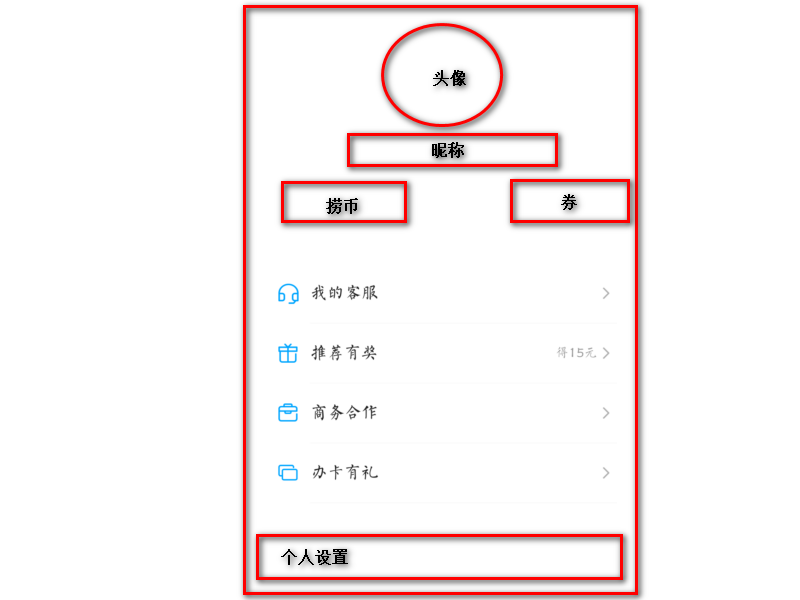 头像
昵称
捞币 券
我的客服
推荐有奖 得15元
商务合作
办卡有礼
个人设置